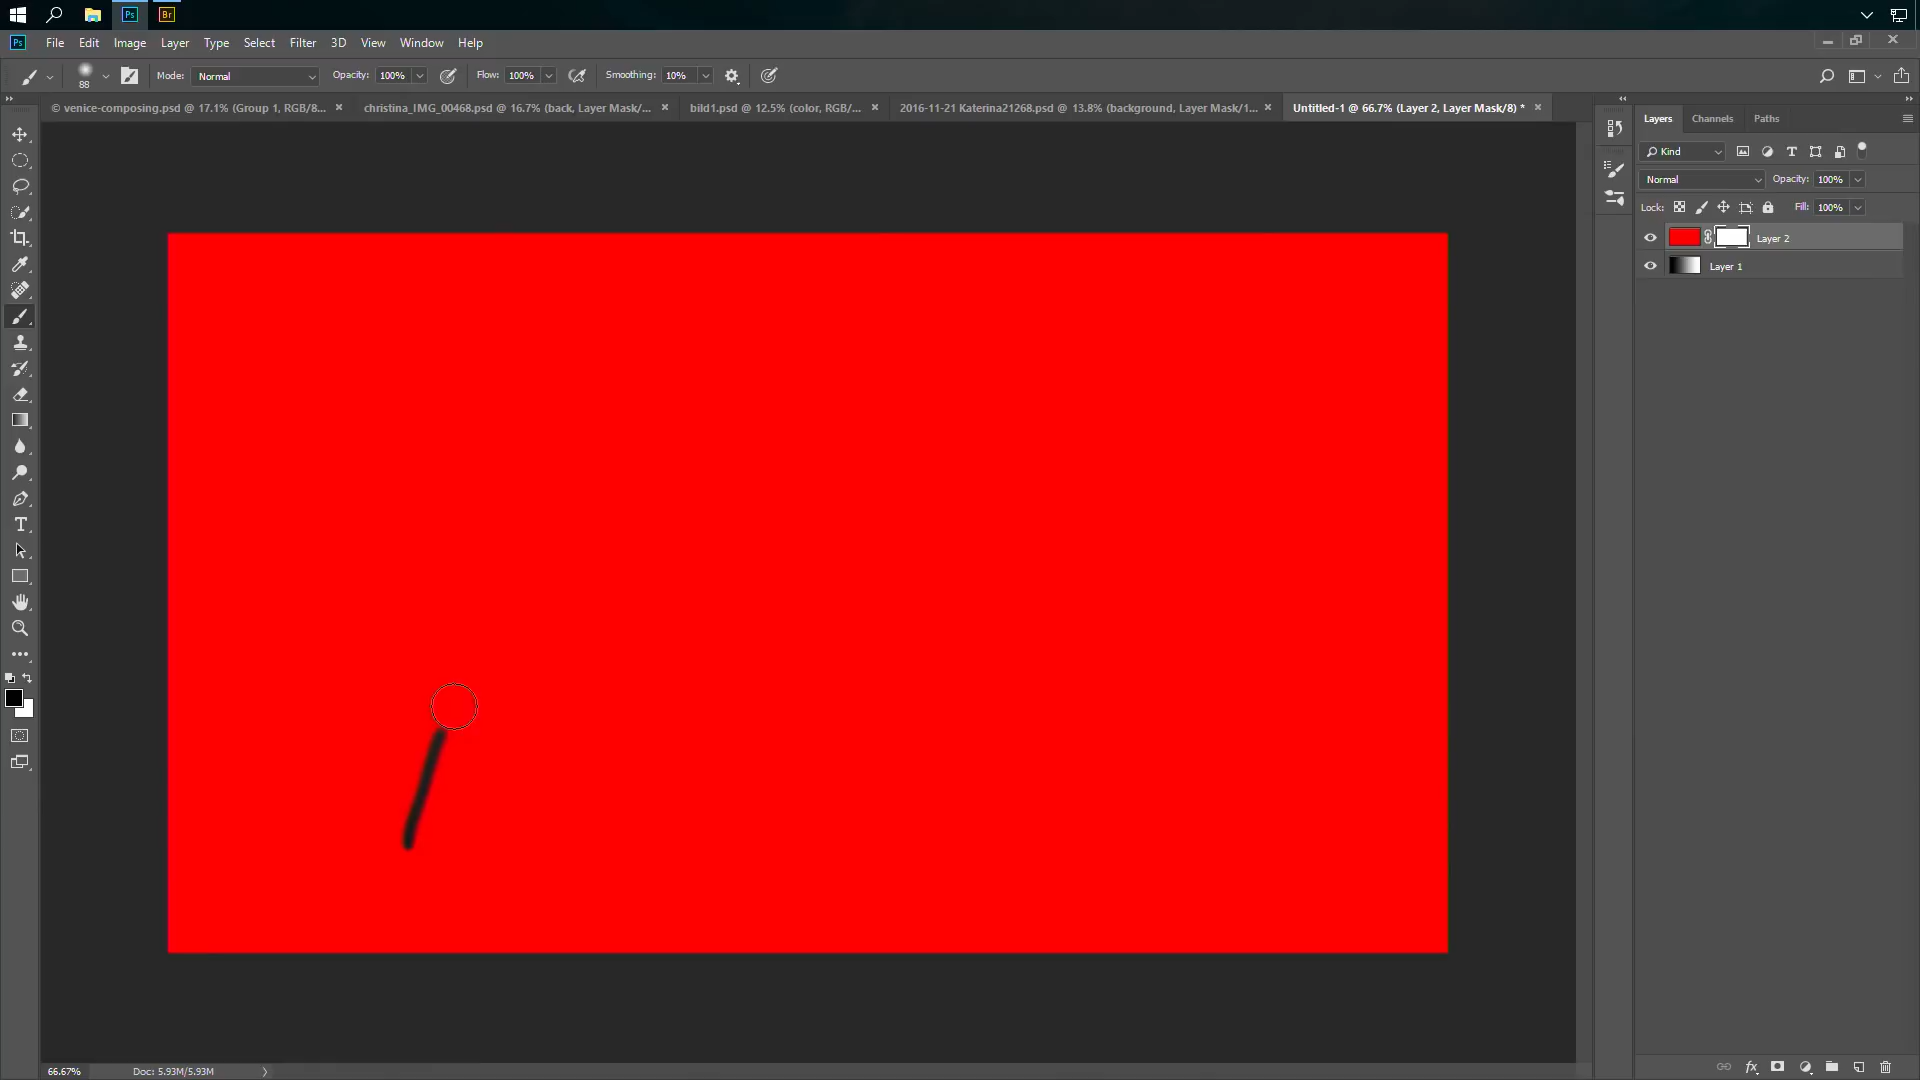 Ps Br
Ps File Edit Image Layer Type Select Filter 3D View Window Help
88 Mode: Normal Opacity: 100% Flow: 100% Smoothing: 10%
© venice-composing.psd @ 17.1% (Group 1, RGB/8... × christina_IMG_00468.psd @ 16.7% (back, Layer Mask/... × bild1.psd @ 12.5% (color, RGB/... × 2016-11-21 Katerina21268.psd @ 13.8% (background, Layer Mask/1... × Untitled-1 @ 66.7% (Layer 2, Layer Mask/8) * ×
Layers Channels Paths
Kind
Normal Opacity: 100%
Lock: Fill: 100%
Layer 2
Layer 1
66.67% Doc: 5.93M/5.93M